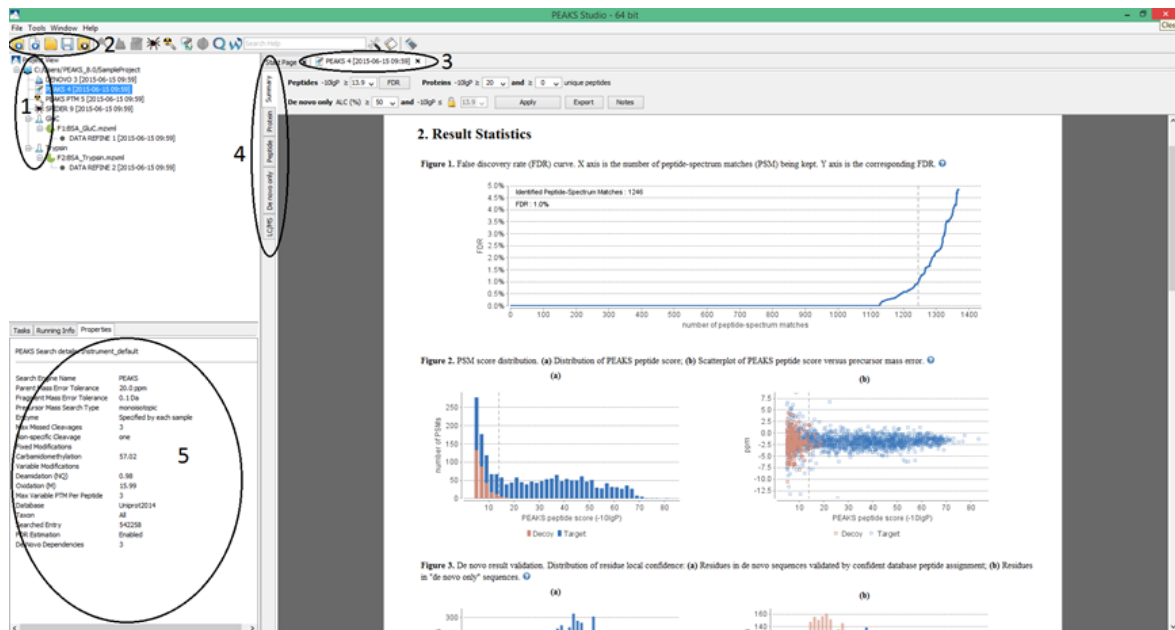 PEAKS Studio - 64 bit
File Tools Window Help
Search Help
2
Project View
C:/Users/PEAKS_8.0/SampleProject
DENOVO 3 [2015-06-15 09:59]
PEAKS 4 [2015-06-15 09:59]
PEAKS PTM 5 [2015-06-15 09:59]
SPIDER 9 [2015-06-15 09:59]
GluC
F1:BSA_GluC.mzxml
DATA REFINE 1 [2015-06-15 09:59]
Trypsin
F2:BSA_Trypsin.mzxml
DATA REFINE 2 [2015-06-15 09:59]
1
Start Page
PEAKS 4 [2015-06-15 09:59]
3
4
Summary
Protein
Peptide
De novo only
LC/MS
Peptides -10lgP ≥ 13.9 FDR Proteins -10lgP ≥ 20 and ≥ 0 unique peptides
De novo only ALC (%) ≥ 50 and -10lgP ≤ 13.9 Apply Export Notes
2. Result Statistics
Figure 1. False discovery rate (FDR) curve. X axis is the number of peptide-spectrum matches (PSM) being kept. Y axis is the corresponding FDR.
Identified Peptide-Spectrum Matches : 1246
FDR : 1.0%
5.0%
4.5%
4.0%
3.5%
3.0%
2.5%
2.0%
1.5%
1.0%
0.5%
0.0%
FDR
0 100 200 300 400 500 600 700 800 900 1000 1100 1200 1300 1400
number of peptide-spectrum matches
Figure 2. PSM score distribution. (a) Distribution of PEAKS peptide score; (b) Scatterplot of PEAKS peptide score versus precursor mass error.
(a)
250
200
150
100
50
0
number of PSMs
10 20 30 40 50 60 70 80
PEAKS peptide score (-10lgP)
Decoy Target
(b)
7.5
5.0
2.5
0.0
-2.5
-5.0
-7.5
-10.0
-12.5
ppm
10 20 30 40 50 60 70 80
PEAKS peptide score (-10lgP)
Decoy Target
Figure 3. De novo result validation. Distribution of residue local confidence: (a) Residues in de novo sequences validated by confident database peptide assignment; (b) Residues
in "de novo only" sequences.
(a)
300
(b)
160
140
Tasks Running Info Properties
PEAKS Search details: instrument_default
Search Engine Name PEAKS
Parent Mass Error Tolerance 20.0 ppm
Fragment Mass Error Tolerance 0.1 Da
Precursor Mass Search Type monoisotopic
Enzyme Specified by each sample
Max Missed Cleavages 3
Non-specific Cleavage one
Fixed Modifications
Carbamidomethylation 57.02
Variable Modifications
Deamidation (NQ) 0.98
Oxidation (M) 15.99
Max Variable PTM Per Peptide 3
Database Uniprot2014
Taxon All
Searched Entry 542258
FDR Estimation Enabled
De Novo Dependencies 3
5